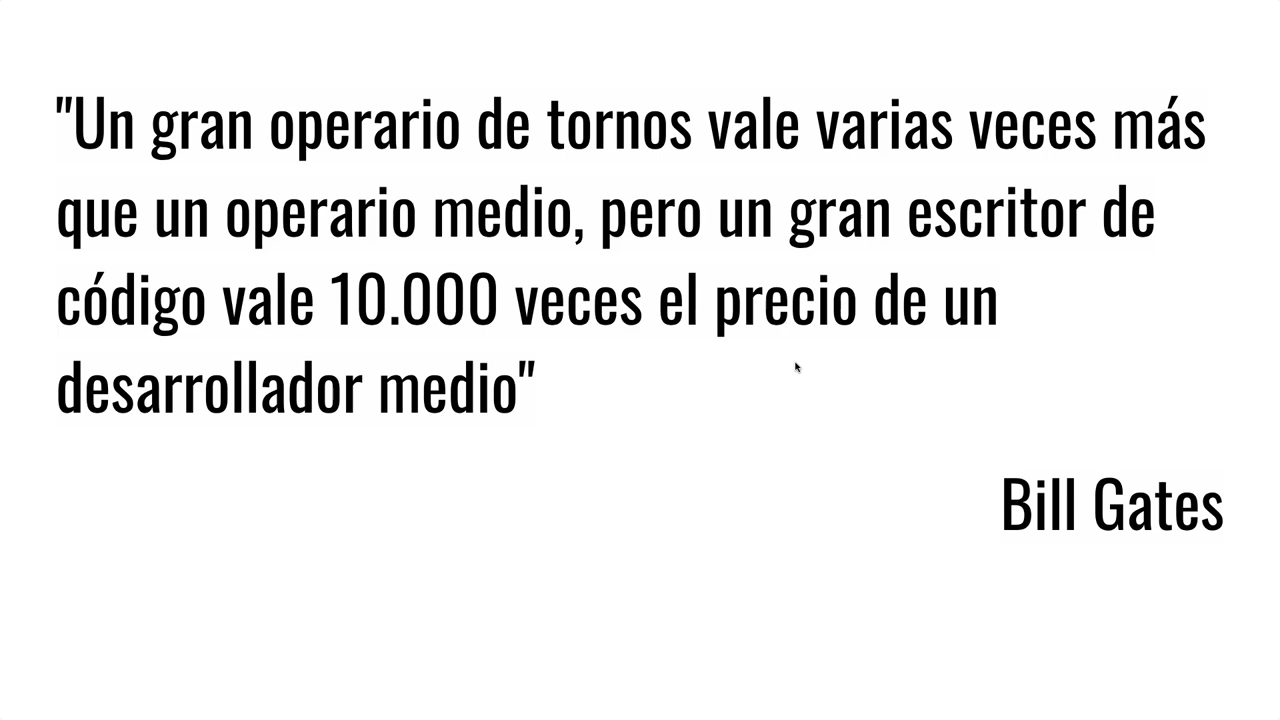 "Un gran operario de tornos vale varias veces más
que un operario medio, pero un gran escritor de
código vale 10.000 veces el precio de un
desarrollador medio"
Bill Gates